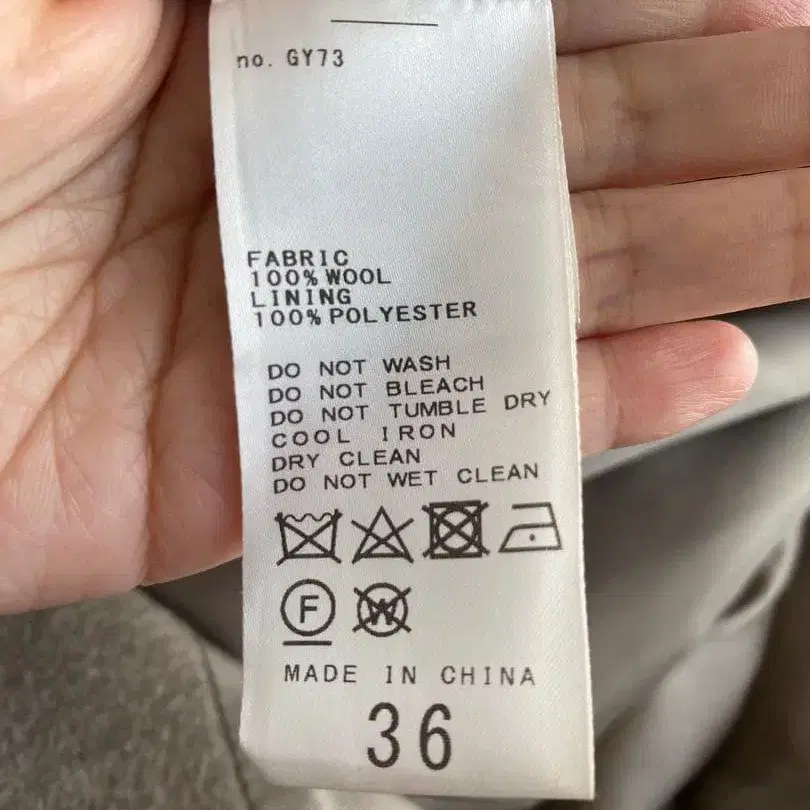 no. GY73
FABRIC
100% WOOL
LINING
100% POLYESTER
DO NOT WASH
DO NOT BLEACH
DO NOT TUMBLE DRY
COOL IRON
DRY CLEAN
DO NOT WET CLEAN
F W
MADE IN CHINA
36